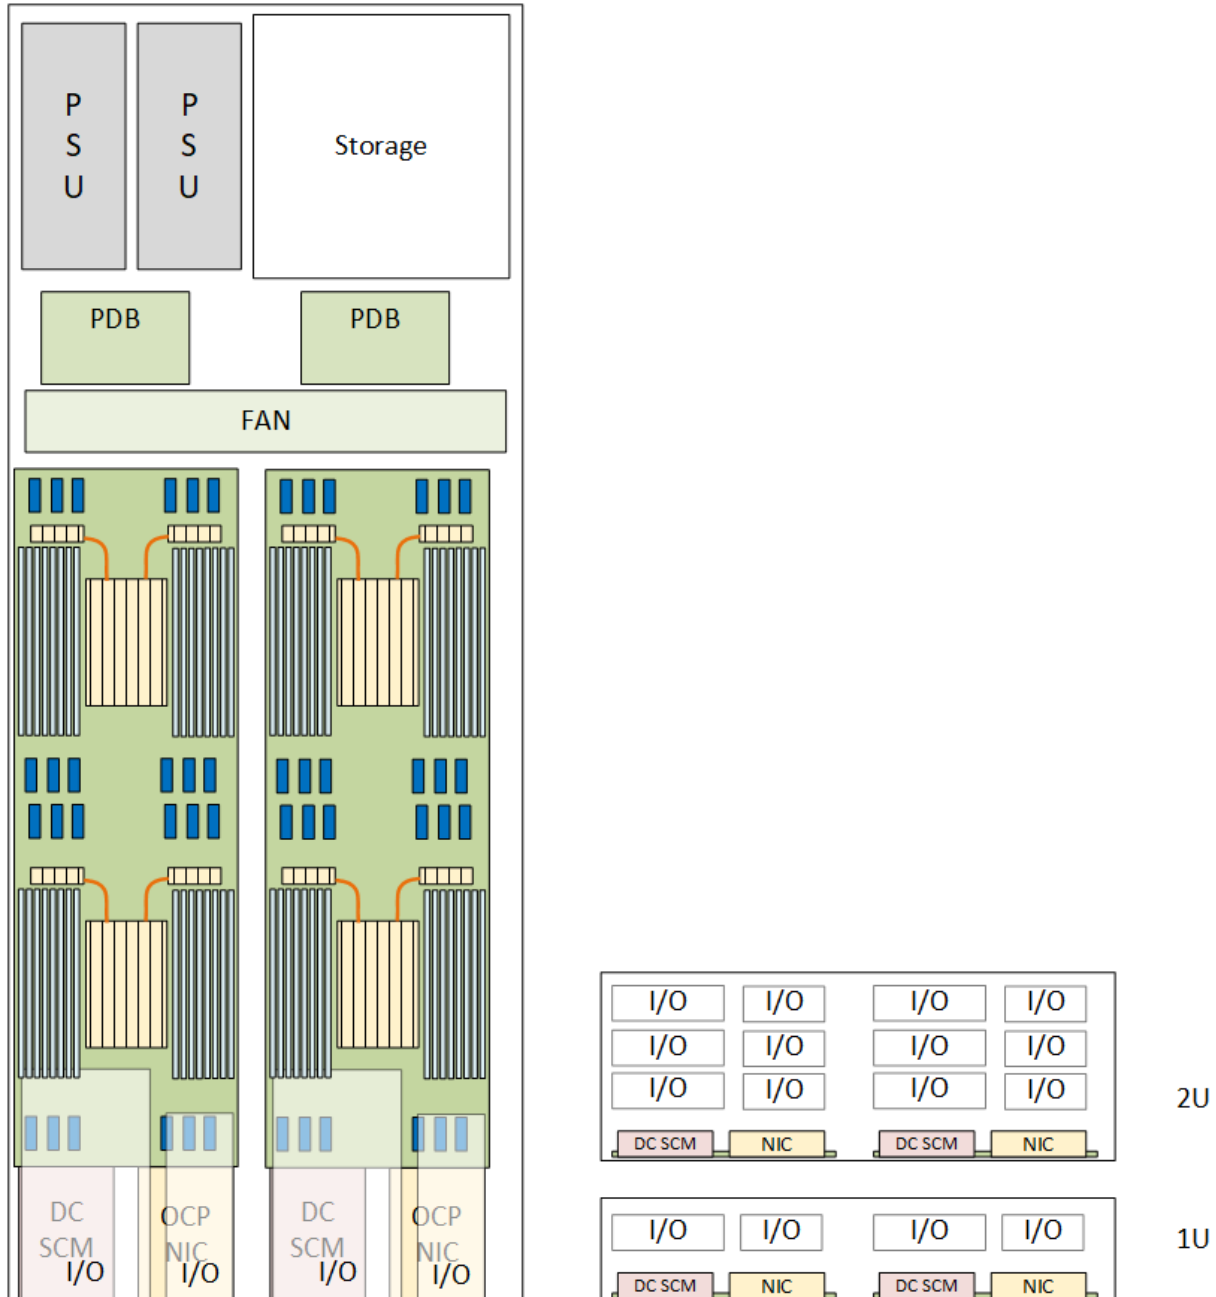 P
S
U
P
S
U
Storage
PDB
PDB
FAN
DC
SCM
I/O
OCP
NIC
I/O
DC
SCM
I/O
OCP
NIC
I/O
I/O
I/O
I/O
I/O
I/O
I/O
I/O
I/O
I/O
I/O
I/O
I/O
2U
DC SCM
NIC
DC SCM
NIC
I/O
I/O
I/O
I/O
1U
DC SCM
NIC
DC SCM
NIC